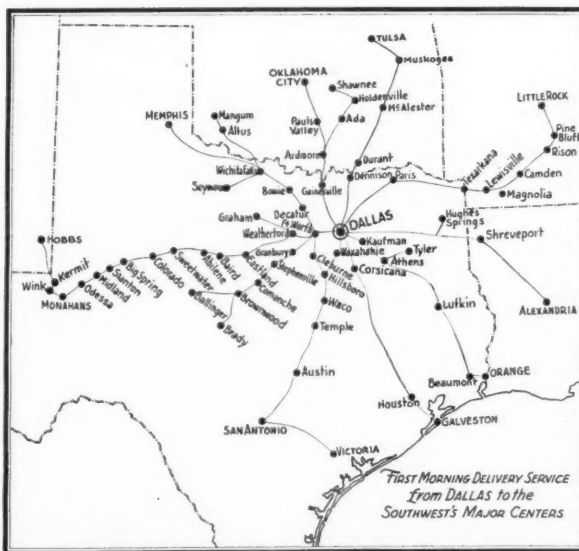 TULSA
Muskogee
OKLAHOMA
CITY
Shawnee
Holdenville
McAlester
Ada
LITTLE ROCK
Pine
Bluff
Rison
Camden
MEMPHIS
Mangum
Altus
Pauls
Valley
Ardmore
Durant
Dennison
Paris
Texarkana
Lewisville
Magnolia
Wichita Falls
Seymour
Bowie
Gainesville
Decatur
Ft. Worth
DALLAS
Hughes
Springs
Shreveport
Graham
Weatherford
Granbury
Stephenville
Cleburne
Hillsboro
Waxahachie
Kaufman
Tyler
Athens
Corsicana
HOBBS
Kermit
Wink
MONAHANS
Odessa
Midland
Stanton
Big Spring
Colorado
Sweetwater
Abilene
Baird
Eastland
Comanche
Brownwood
Ballinger
Brady
Waco
Temple
Austin
SAN ANTONIO
VICTORIA
Lufkin
ALEXANDRIA
Beaumont
ORANGE
Houston
GALVESTON
FIRST MORNING DELIVERY SERVICE
from DALLAS to the
SOUTHWEST'S MAJOR CENTERS